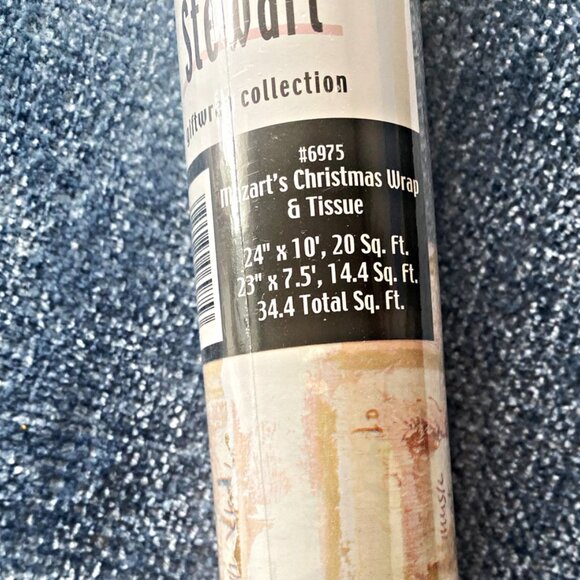 Stewart
giftwrap collection
#6975
Mozart's Christmas Wrap
& Tissue
24" x 10', 20 Sq. Ft.
23" x 7.5', 14.4 Sq. Ft.
34.4 Total Sq. Ft.
music